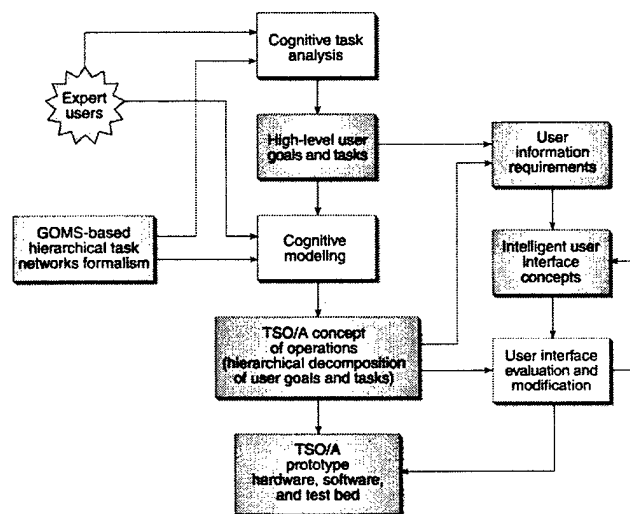 Cognitive task
analysis
Expert
users
High-level user
goals and tasks
User
information
requirements
GOMS-based
hierarchical task
networks formalism
Cognitive
modeling
Intelligent user
interface
concepts
TSO/A concept
of operations
(hierarchical decomposition
of user goals and tasks)
User interface
evaluation and
modification
TSO/A
prototype
hardware, software,
and test bed